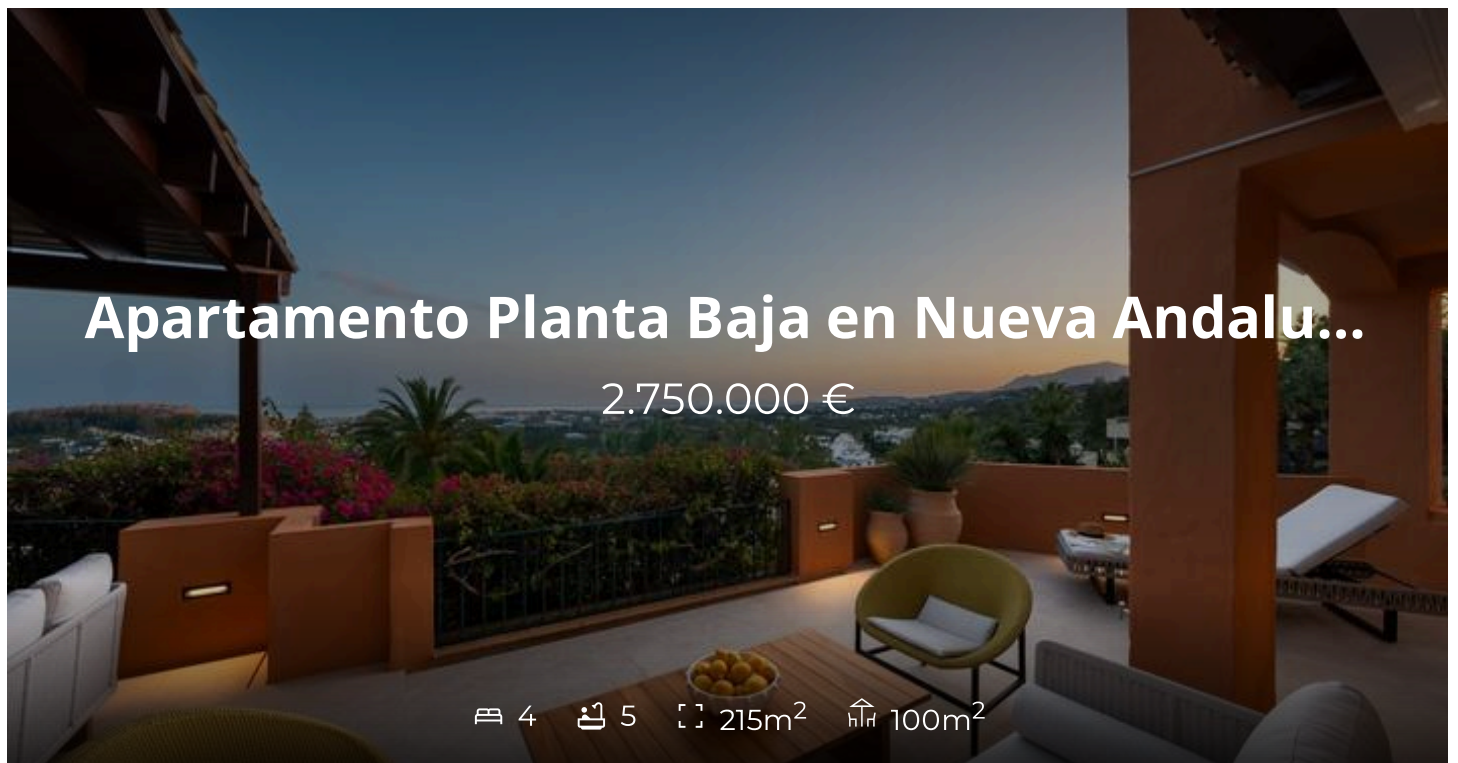 Apartamento Planta Baja en Nueva Andalu...
2.750.000 €
4 5 215m² 100m²